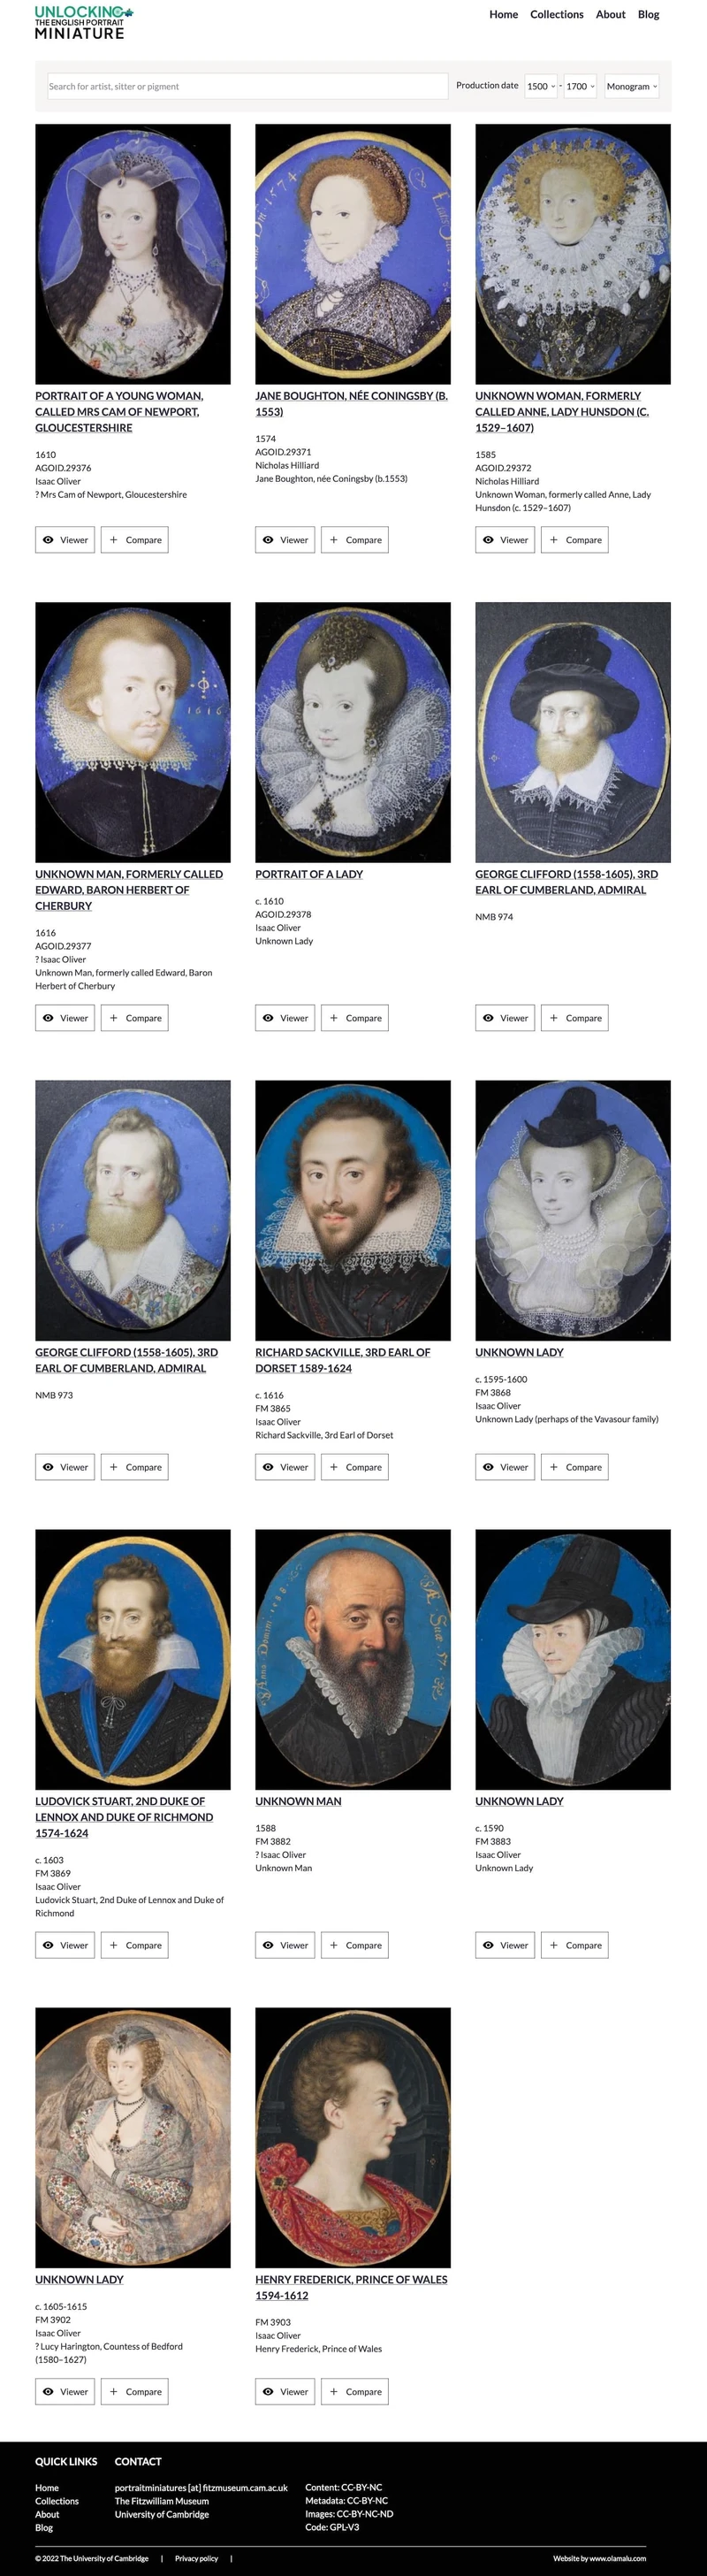 UNLOCKING
THE ENGLISH PORTRAIT
MINIATURE
Home Collections About Blog
Search for artist, sitter or pigment
Production date 1500 - 1700 Monogram
PORTRAIT OF A YOUNG WOMAN,
CALLED MRS CAM OF NEWPORT,
GLOUCESTERSHIRE
1610
AGOID.29376
Isaac Oliver
? Mrs Cam of Newport, Gloucestershire
Viewer + Compare
JANE BOUGHTON, NÉE CONINGSBY (B.
1553)
1574
AGOID.29371
Nicholas Hilliard
Jane Boughton, née Coningsby (b.1553)
Viewer + Compare
UNKNOWN WOMAN, FORMERLY
CALLED ANNE, LADY HUNSDON (C.
1529–1607)
1585
AGOID.29372
Nicholas Hilliard
Unknown Woman, formerly called Anne, Lady
Hunsdon (c. 1529–1607)
Viewer + Compare
1616
UNKNOWN MAN, FORMERLY CALLED
EDWARD, BARON HERBERT OF
CHERBURY
1616
AGOID.29377
? Isaac Oliver
Unknown Man, formerly called Edward, Baron
Herbert of Cherbury
Viewer + Compare
PORTRAIT OF A LADY
c. 1610
AGOID.29378
Isaac Oliver
Unknown Lady
Viewer + Compare
GEORGE CLIFFORD (1558-1605), 3RD
EARL OF CUMBERLAND, ADMIRAL
NMB 974
Viewer + Compare
GEORGE CLIFFORD (1558-1605), 3RD
EARL OF CUMBERLAND, ADMIRAL
NMB 973
Viewer + Compare
RICHARD SACKVILLE, 3RD EARL OF
DORSET 1589-1624
c. 1616
FM 3865
Isaac Oliver
Richard Sackville, 3rd Earl of Dorset
Viewer + Compare
UNKNOWN LADY
c. 1595-1600
FM 3868
Isaac Oliver
Unknown Lady (perhaps of the Vavasour family)
Viewer + Compare
LUDOVICK STUART, 2ND DUKE OF
LENNOX AND DUKE OF RICHMOND
1574-1624
c. 1603
FM 3869
Isaac Oliver
Ludovick Stuart, 2nd Duke of Lennox and Duke of
Richmond
Viewer + Compare
UNKNOWN MAN
1588
FM 3882
? Isaac Oliver
Unknown Man
Viewer + Compare
UNKNOWN LADY
c. 1590
FM 3883
Isaac Oliver
Unknown Lady
Viewer + Compare
UNKNOWN LADY
c. 1605-1615
FM 3902
Isaac Oliver
? Lucy Harington, Countess of Bedford
(1580–1627)
Viewer + Compare
HENRY FREDERICK, PRINCE OF WALES
1594-1612
FM 3903
Isaac Oliver
Henry Frederick, Prince of Wales
Viewer + Compare
QUICK LINKS
Home
Collections
About
Blog
CONTACT
portraitminiatures [at] fitzmuseum.cam.ac.uk
The Fitzwilliam Museum
University of Cambridge
Content: CC-BY-NC
Metadata: CC-BY-NC
Images: CC-BY-NC-ND
Code: GPL-V3
© 2022 The University of Cambridge | Privacy policy |
Website by www.olamalu.com